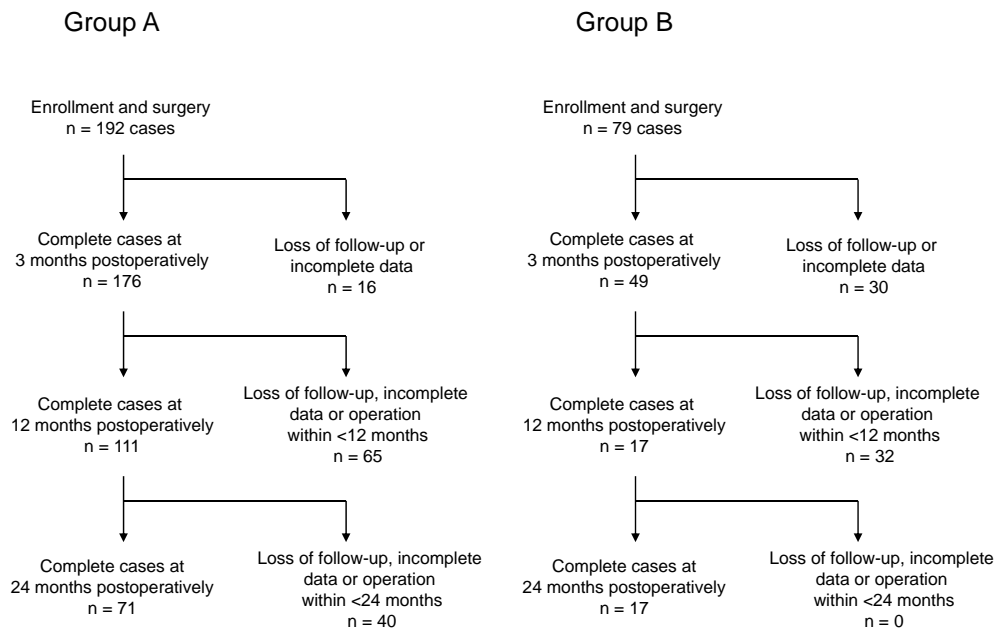 Group A
Enrollment and surgery
n = 192 cases
Complete cases at
3 months postoperatively
n = 176
Loss of follow-up or
incomplete data
n = 16
Complete cases at
12 months postoperatively
n = 111
Loss of follow-up, incomplete
data or operation
within <12 months
n = 65
Complete cases at
24 months postoperatively
n = 71
Loss of follow-up, incomplete
data or operation
within <24 months
n = 40
Group B
Enrollment and surgery
n = 79 cases
Complete cases at
3 months postoperatively
n = 49
Loss of follow-up or
incomplete data
n = 30
Complete cases at
12 months postoperatively
n = 17
Loss of follow-up, incomplete
data or operation
within <12 months
n = 32
Complete cases at
24 months postoperatively
n = 17
Loss of follow-up, incomplete
data or operation
within <24 months
n = 0